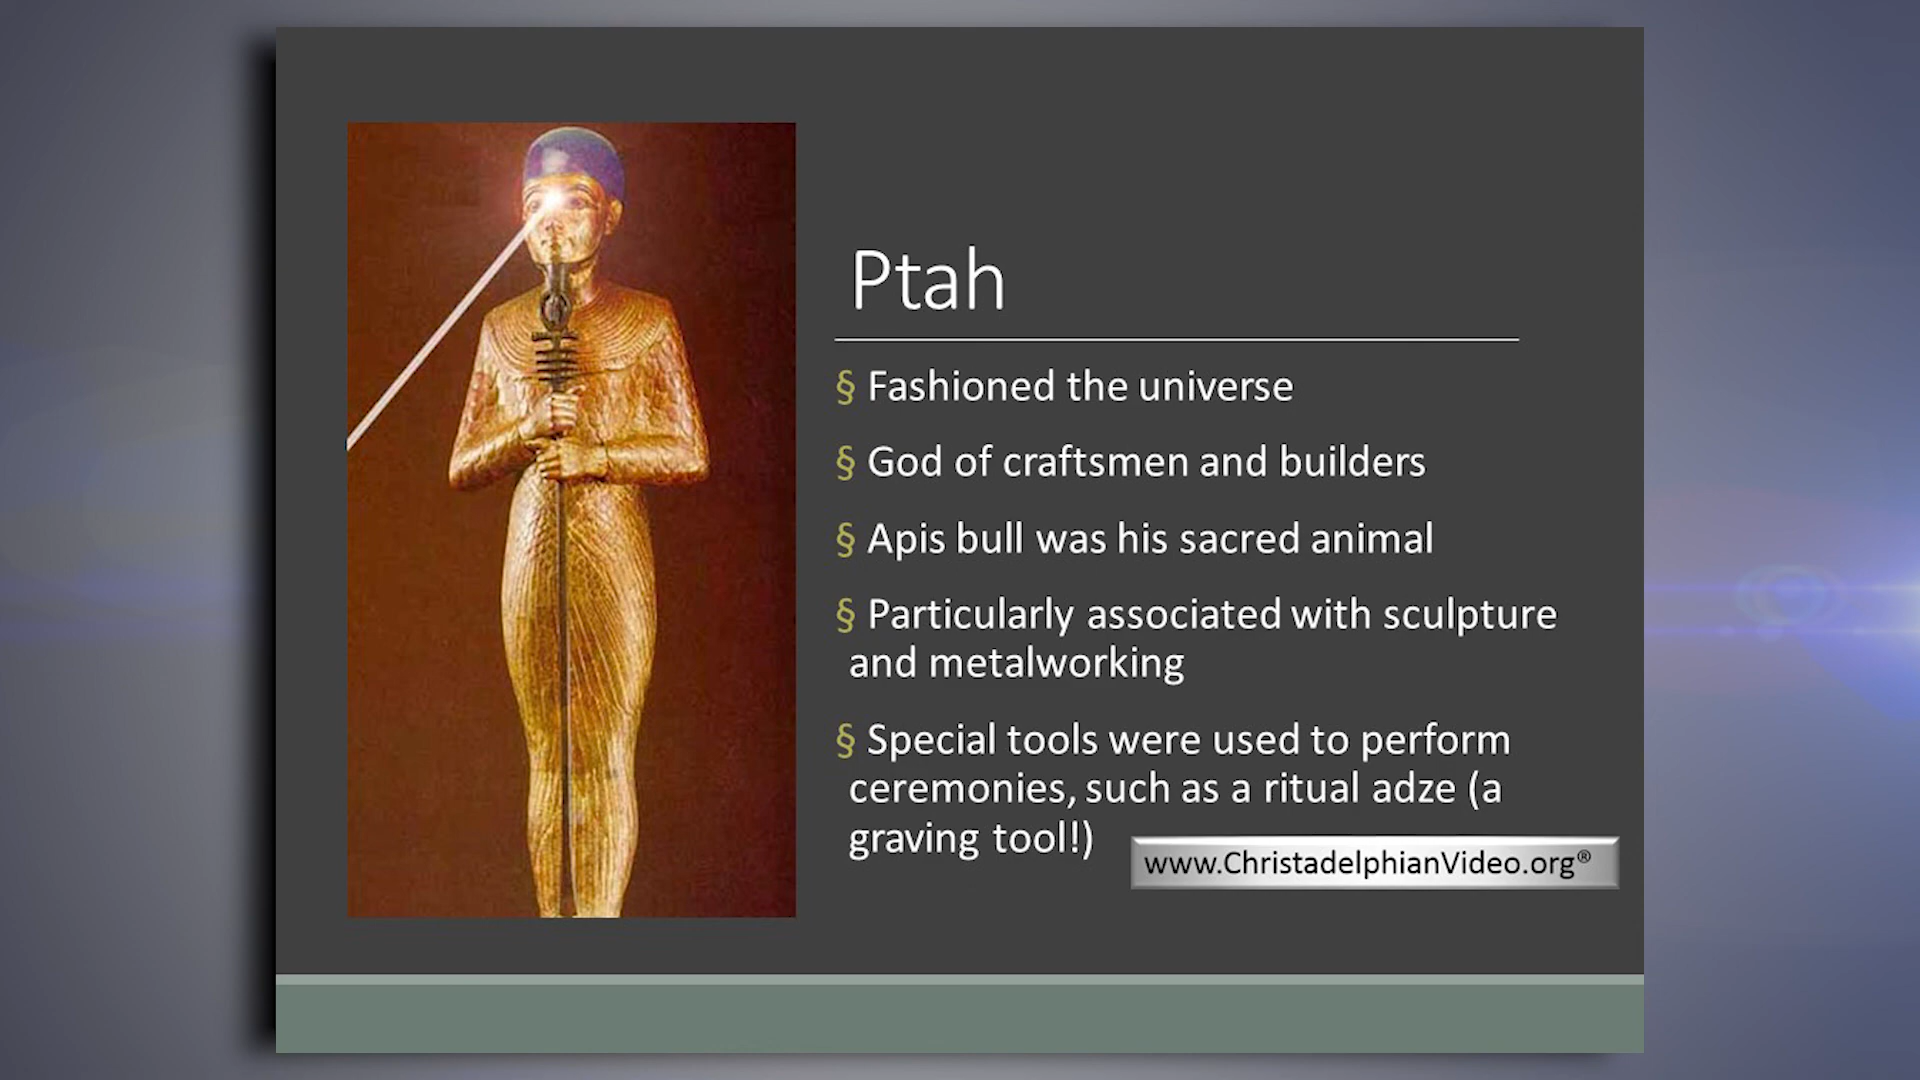 Ptah
§ Fashioned the universe
§ God of craftsmen and builders
§ Apis bull was his sacred animal
§ Particularly associated with sculpture
and metalworking
§ Special tools were used to perform
ceremonies, such as a ritual adze (a
graving tool!)
www.ChristadelphianVideo.org®